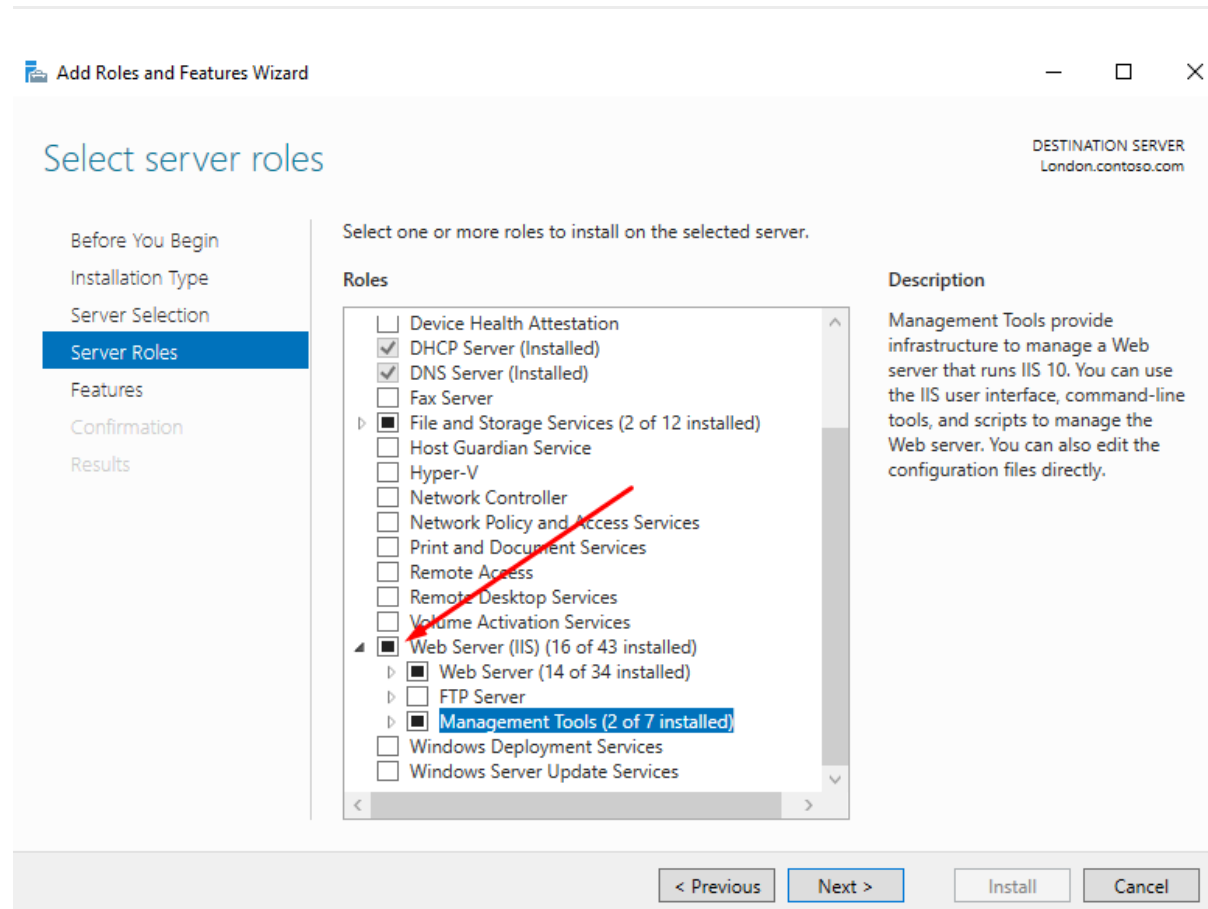 Add Roles and Features Wizard
Select server roles
DESTINATION SERVER
London.contoso.com
Before You Begin
Installation Type
Server Selection
Server Roles
Features
Confirmation
Results
Select one or more roles to install on the selected server.
Roles
Device Health Attestation
DHCP Server (Installed)
DNS Server (Installed)
Fax Server
File and Storage Services (2 of 12 installed)
Host Guardian Service
Hyper-V
Network Controller
Network Policy and Access Services
Print and Document Services
Remote Access
Remote Desktop Services
Volume Activation Services
Web Server (IIS) (16 of 43 installed)
Web Server (14 of 34 installed)
FTP Server
Management Tools (2 of 7 installed)
Windows Deployment Services
Windows Server Update Services
Description
Management Tools provide
infrastructure to manage a Web
server that runs IIS 10. You can use
the IIS user interface, command-line
tools, and scripts to manage the
Web server. You can also edit the
configuration files directly.
< Previous
Next >
Install
Cancel